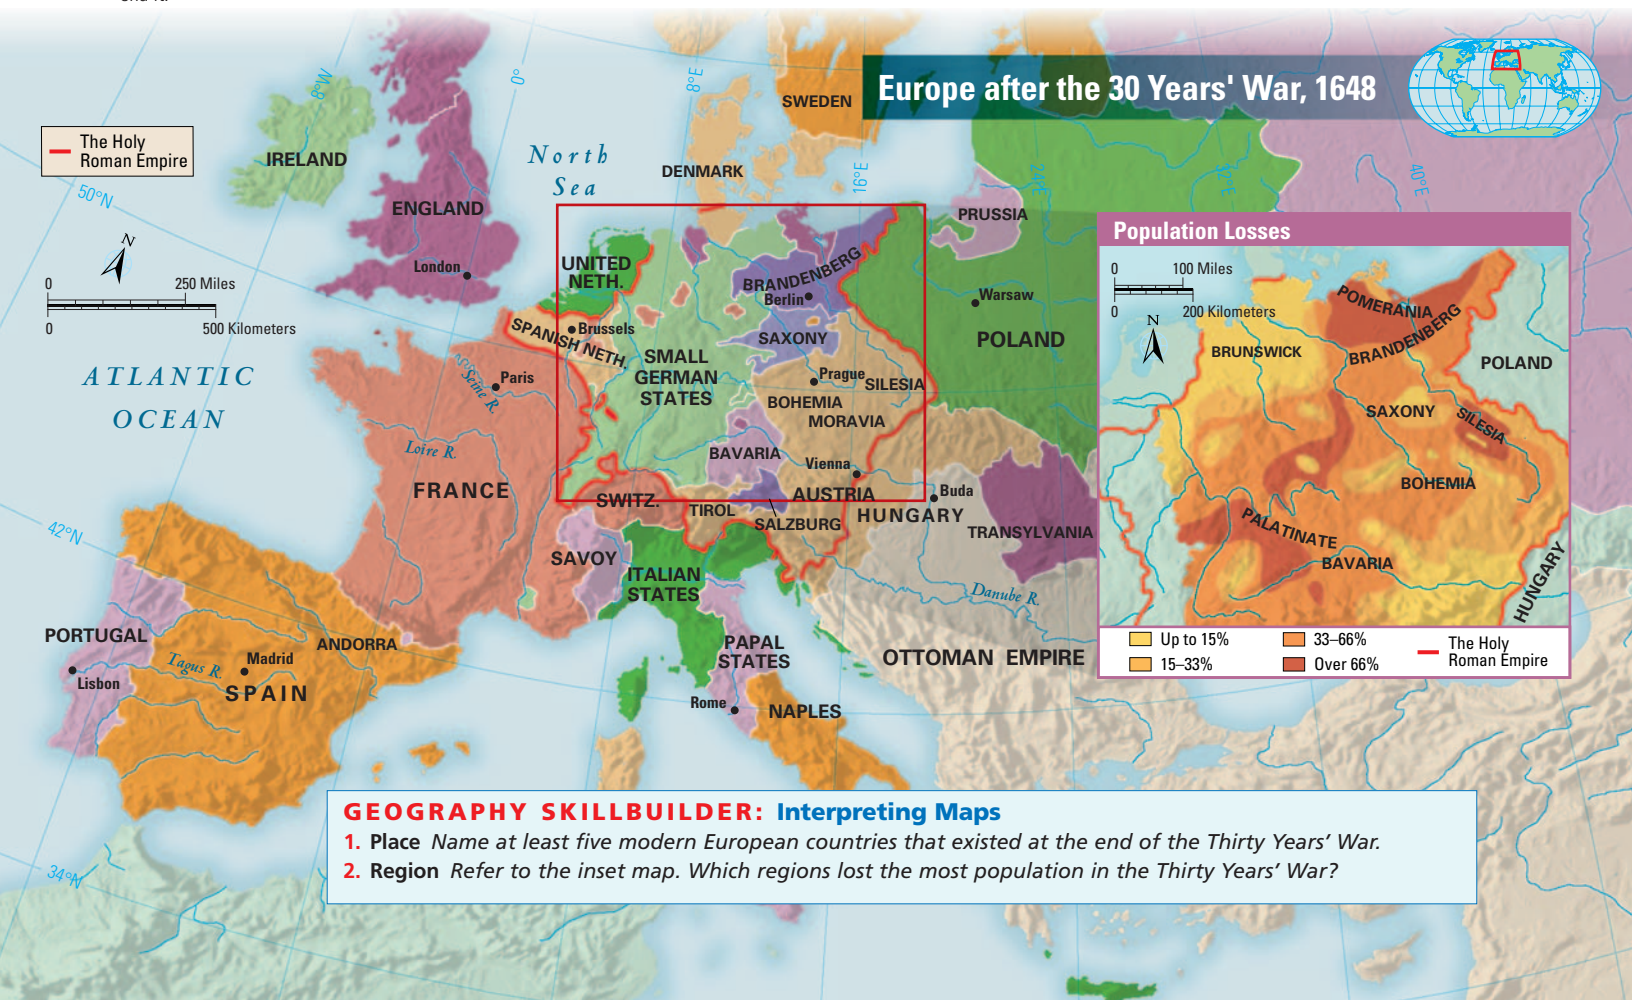 Europe after the 30 Years' War, 1648
The Holy
Roman Empire
8°W
0°
8°E
16°E
24°E
32°E
40°E
50°N
42°N
34°N
N
0 250 Miles
0 500 Kilometers
North
Sea
ATLANTIC
OCEAN
IRELAND
ENGLAND
London
SWEDEN
DENMARK
PRUSSIA
UNITED
NETH.
BRANDENBERG
Berlin
Warsaw
POLAND
SPANISH NETH.
Brussels
SAXONY
SMALL
GERMAN
STATES
Prague
SILESIA
BOHEMIA
MORAVIA
Paris
Seine R.
Loire R.
FRANCE
BAVARIA
Vienna
AUSTRIA
Buda
HUNGARY
SWITZ.
TIROL
SALZBURG
TRANSYLVANIA
SAVOY
ITALIAN
STATES
Danube R.
PORTUGAL
Lisbon
Tagus R.
Madrid
SPAIN
ANDORRA
PAPAL
STATES
Rome
NAPLES
OTTOMAN EMPIRE
Population Losses
0 100 Miles
0 200 Kilometers
N
POMERANIA
BRANDENBERG
BRUNSWICK
POLAND
SAXONY
SILESIA
BOHEMIA
PALATINATE
BAVARIA
HUNGARY
Up to 15%
15–33%
33–66%
Over 66%
The Holy
Roman Empire
GEOGRAPHY SKILLBUILDER: Interpreting Maps
1. Place Name at least five modern European countries that existed at the end of the Thirty Years' War.
2. Region Refer to the inset map. Which regions lost the most population in the Thirty Years' War?